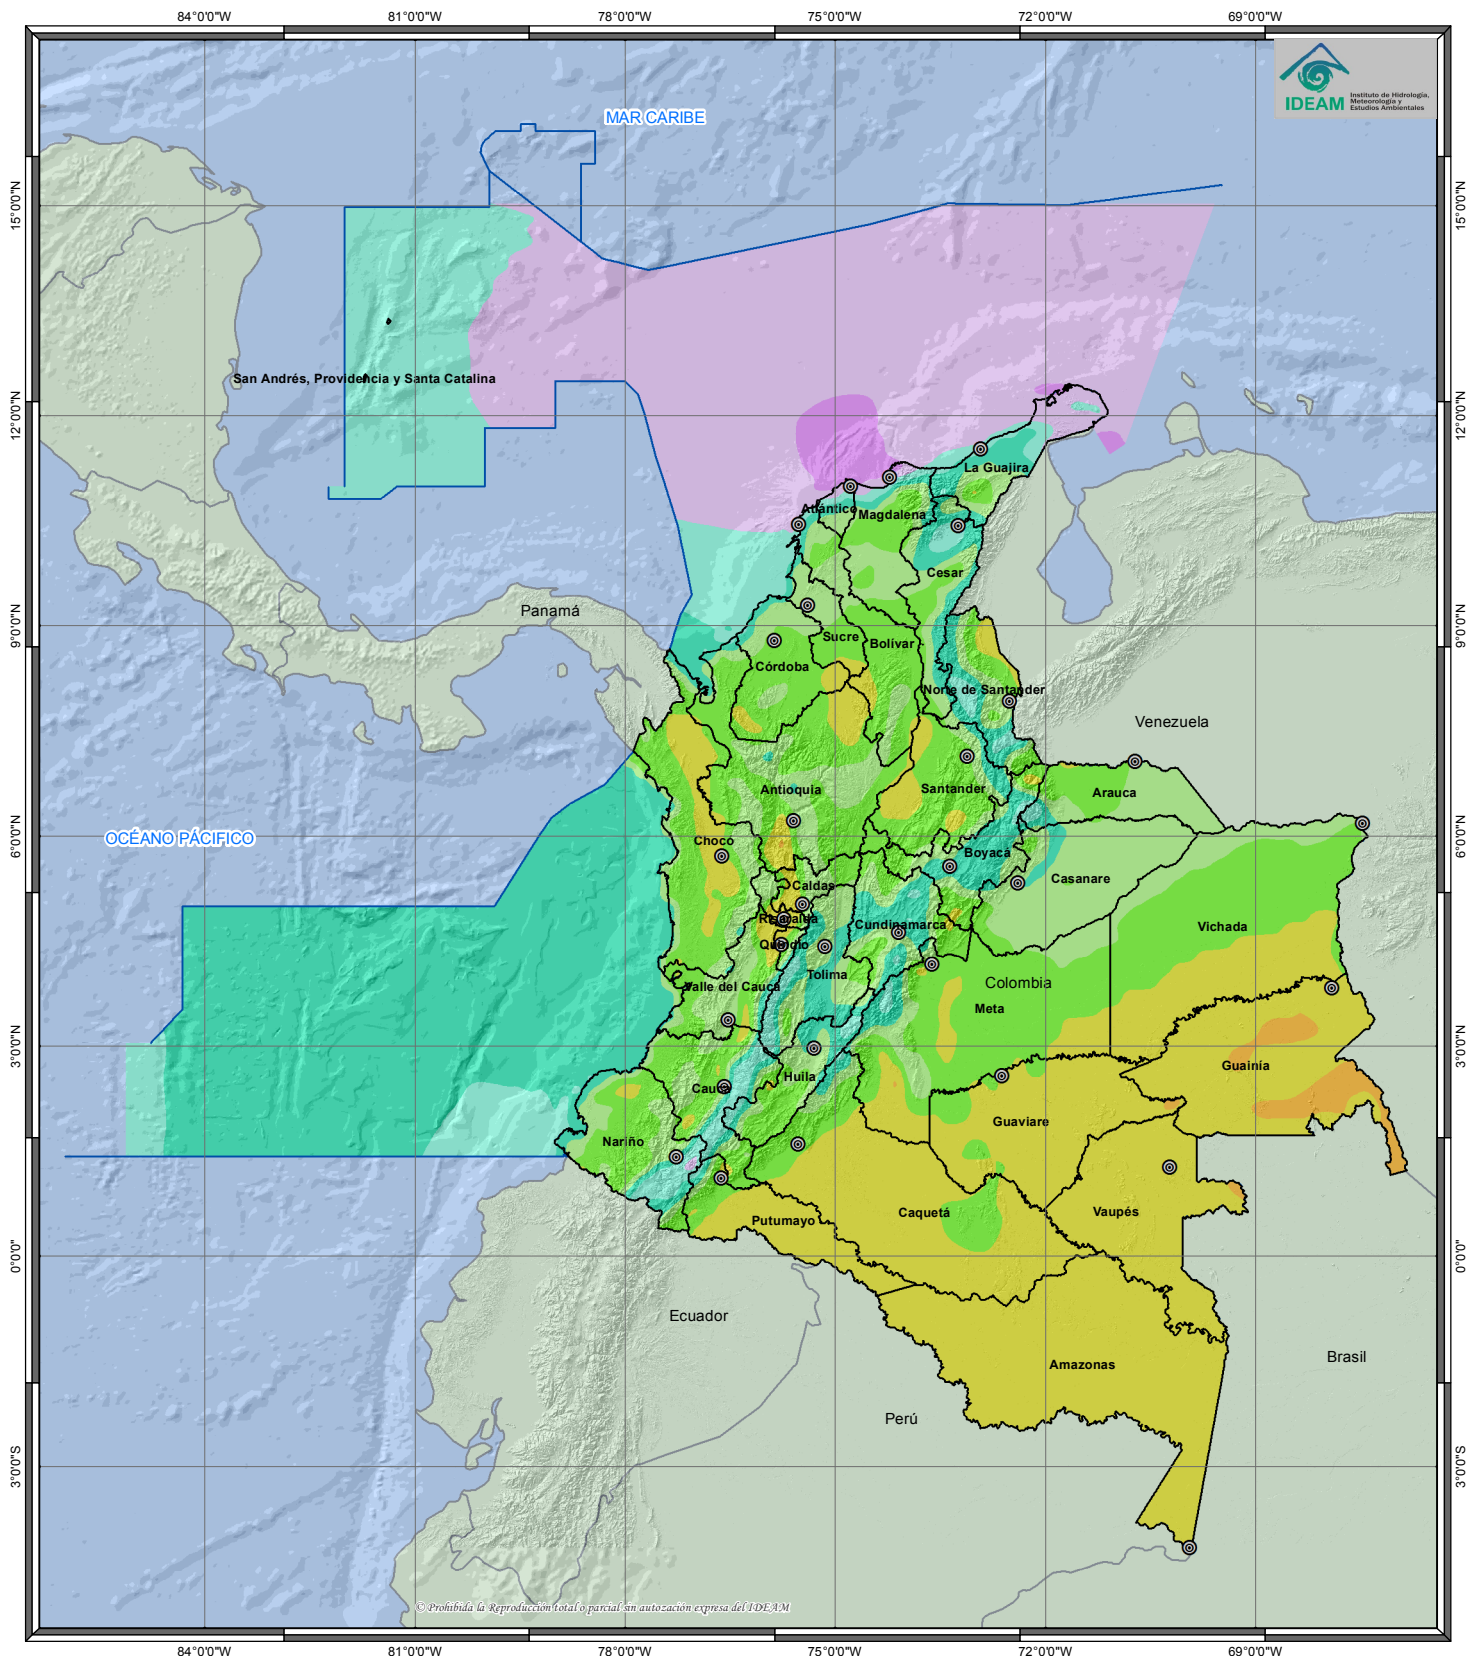 84°0'0"W 81°0'0"W 78°0'0"W 75°0'0"W 72°0'0"W 69°0'0"W
IDEAM
Instituto de Hidrología,
Meteorología y
Estudios Ambientales
MAR CARIBE
15°0'0"N 15°0'0"N
San Andrés, Providencia y Santa Catalina
12°0'0"N 12°0'0"N
La Guajira
Atlántico
Magdalena
Cesar
Panamá
9°0'0"N 9°0'0"N
Sucre
Bolívar
Córdoba
Norte de Santander
Venezuela
Antioquia
Santander
Arauca
OCÉANO PÁCIFICO
6°0'0"N 6°0'0"N
Choco
Boyacá
Caldas
Casanare
Risaralda
Cundinamarca
Vichada
Quindio
Tolima
Valle del Cauca
Colombia
Meta
3°0'0"N 3°0'0"N
Guainía
Huila
Cauca
Guaviare
Nariño
Putumayo
Caquetá
Vaupés
0°0'0" 0°0'0"
Ecuador
Amazonas
Brasil
Perú
3°0'0"S 3°0'0"S
© Prohibida la Reproducción total o parcial sin autozación expresa del IDEAM
84°0'0"W 81°0'0"W 78°0'0"W 75°0'0"W 72°0'0"W 69°0'0"W